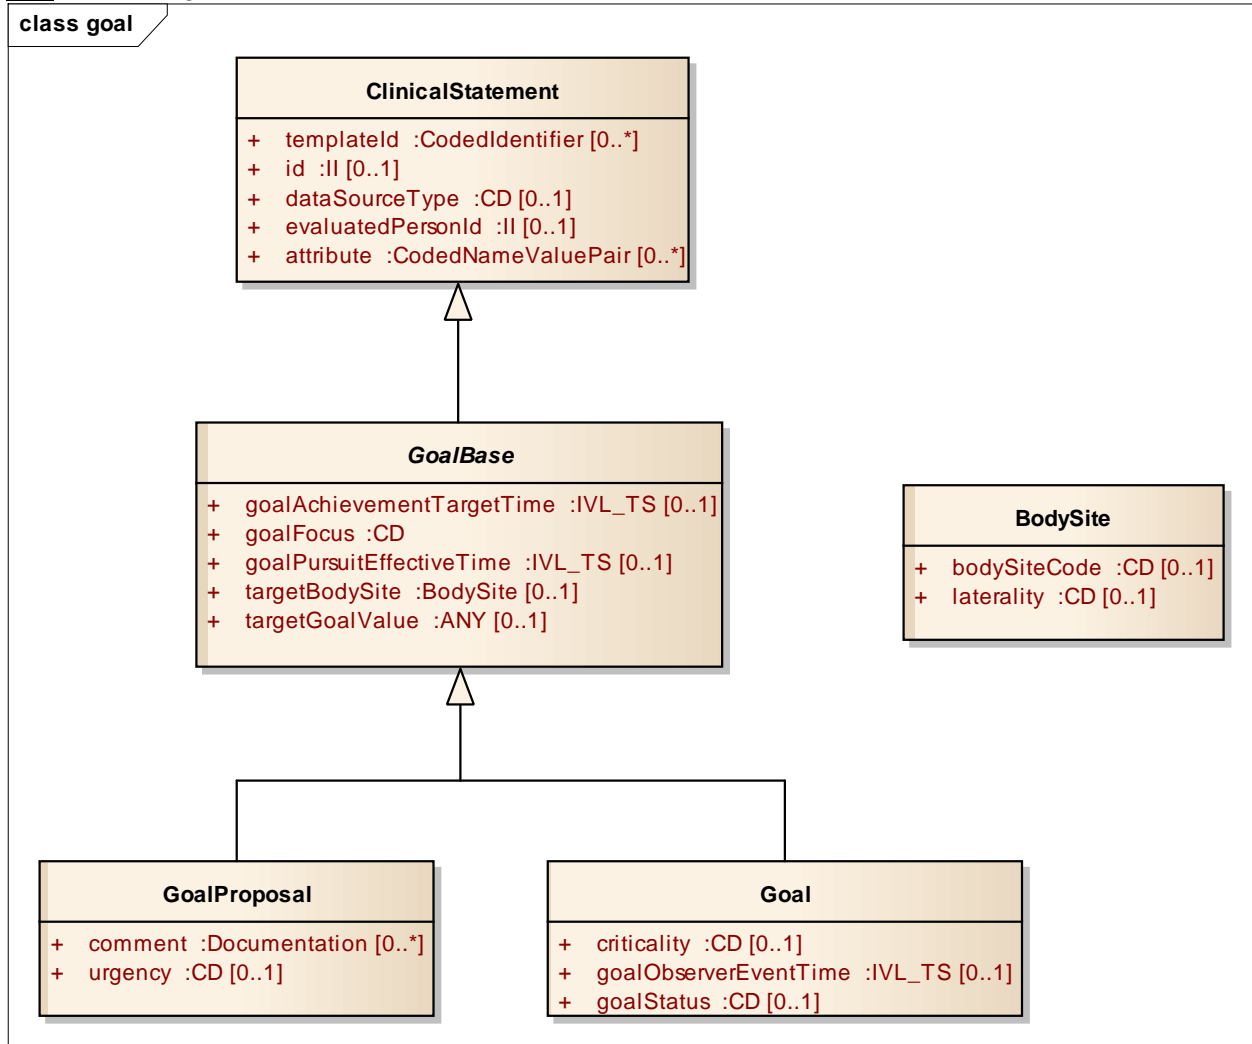 class goal
ClinicalStatement
+ templateId :CodedIdentifier [0..*]
+ id :II [0..1]
+ dataSourceType :CD [0..1]
+ evaluatedPersonId :II [0..1]
+ attribute :CodedNameValuePair [0..*]
GoalBase
+ goalAchievementTargetTime :IVL_TS [0..1]
+ goalFocus :CD
+ goalPursuitEffectiveTime :IVL_TS [0..1]
+ targetBodySite :BodySite [0..1]
+ targetGoalValue :ANY [0..1]
BodySite
+ bodySiteCode :CD [0..1]
+ laterality :CD [0..1]
GoalProposal
+ comment :Documentation [0..*]
+ urgency :CD [0..1]
Goal
+ criticality :CD [0..1]
+ goalObserverEventTime :IVL_TS [0..1]
+ goalStatus :CD [0..1]